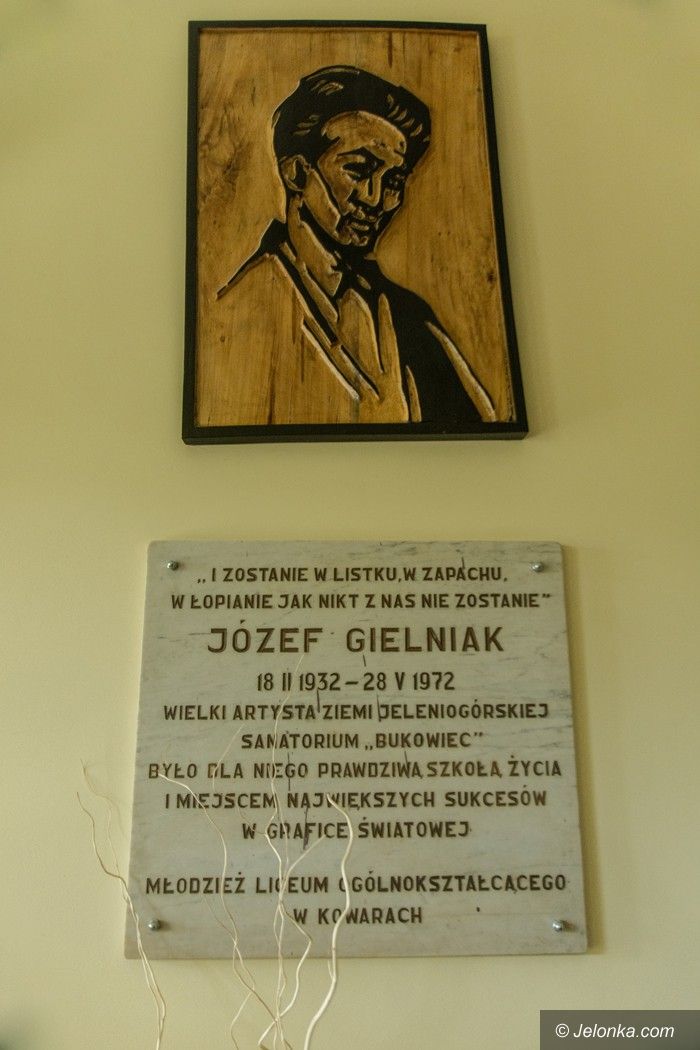 „I ZOSTANIE W LISTKU, W ZAPACHU,
W ŁOPIANIE JAK NIKT Z NAS NIE ZOSTANIE”
JÓZEF GIELNIAK
18 II 1932 – 28 V 1972
WIELKI ARTYSTA ZIEMI JELENIOGÓRSKIEJ
SANATORIUM „BUKOWIEC”
BYŁO DLA NIEGO PRAWDZIWĄ SZKOŁĄ ŻYCIA
I MIEJSCEM NAJWIĘKSZYCH SUKCESÓW
W GRAFICE ŚWIATOWEJ
MŁODZIEŻ LICEUM OGÓLNOKSZTAŁCĄCEGO
W KOWARACH
© Jelonka.com